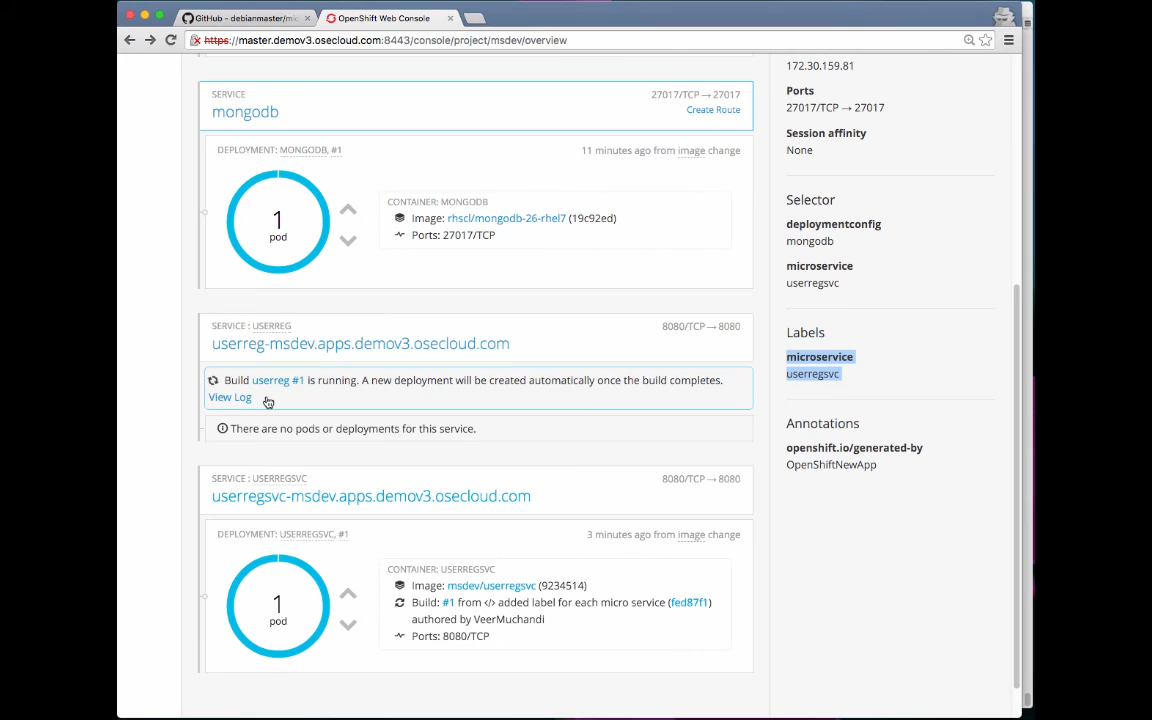 GitHub - debianmaster/mi
OpenShift Web Console
https://master.demov3.osecloud.com:8443/console/project/msdev/overview
SERVICE
27017/TCP → 27017
mongodb
Create Route
DEPLOYMENT: MONGODB, #1
11 minutes ago from image change
1
pod
CONTAINER: MONGODB
Image: rhscl/mongodb-26-rhel7 (19c92ed)
Ports: 27017/TCP
SERVICE : USERREG
8080/TCP → 8080
userreg-msdev.apps.demov3.osecloud.com
Build userreg #1 is running. A new deployment will be created automatically once the build completes.
View Log
There are no pods or deployments for this service.
SERVICE : USERREGSVC
8080/TCP → 8080
userregsvc-msdev.apps.demov3.osecloud.com
DEPLOYMENT: USERREGSVC, #1
3 minutes ago from image change
1
pod
CONTAINER: USERREGSVC
Image: msdev/userregsvc (9234514)
Build: #1 from </> added label for each micro service (fed87f1)
authored by VeerMuchandi
Ports: 8080/TCP
172.30.159.81
Ports
27017/TCP → 27017
Session affinity
None
Selector
deploymentconfig
mongodb
microservice
userregsvc
Labels
microservice
userregsvc
Annotations
openshift.io/generated-by
OpenShiftNewApp